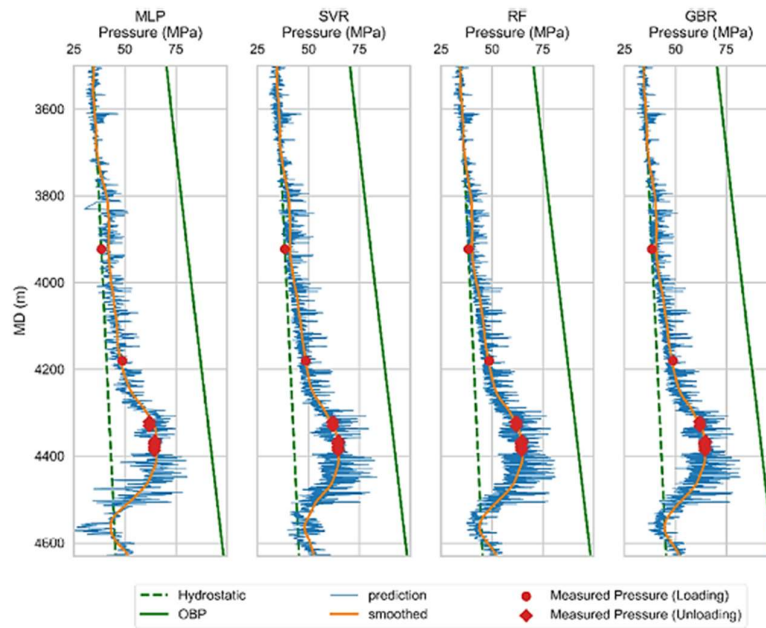 MLP
Pressure (MPa)
25 50 75
SVR
Pressure (MPa)
25 50 75
RF
Pressure (MPa)
25 50 75
GBR
Pressure (MPa)
25 50 75
MD (m)
3600
3800
4000
4200
4400
4600
Hydrostatic
OBP
prediction
smoothed
Measured Pressure (Loading)
Measured Pressure (Unloading)